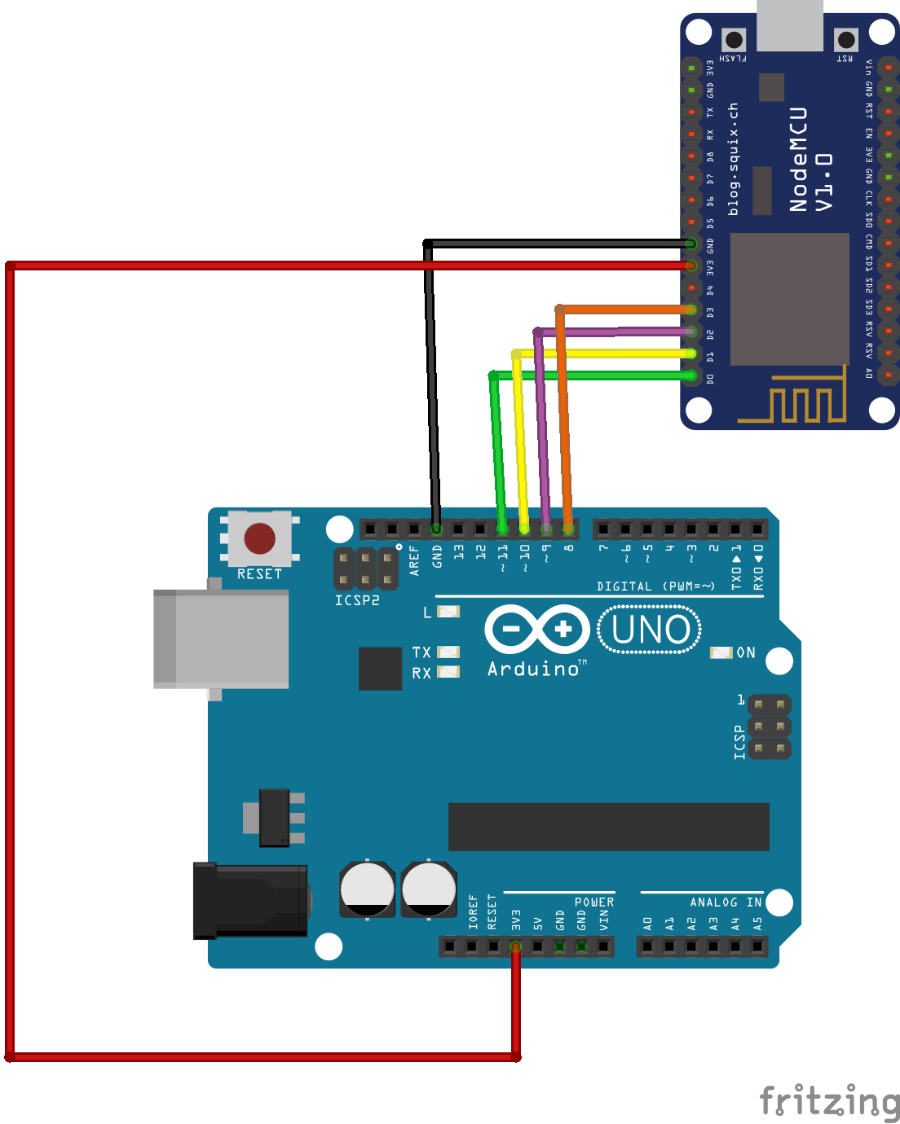 FLASH
RST
3V3
GND
TX
RX
D8
D7
D6
D5
GND
3V3
D4
D3
D2
D1
D0
blog.squix.ch
NodeMCU
V1.0
Vin
GND
RST
EN
3V3
GND
CLK
SD0
CMD
SD1
SD2
SD3
RSV
RSV
A0
RESET
ICSP2
AREF
GND
13
12
~11
~10
~9
8
7
~6
~5
~4
~3
2
TX0▶1
RX0◀0
DIGITAL (PWM=~)
L
TX
RX
UNO
Arduino™
ON
1
ICSP
IOREF
RESET
3V3
5V
GND
GND
VIN
POWER
ANALOG IN
A0
A1
A2
A3
A4
A5
fritzing